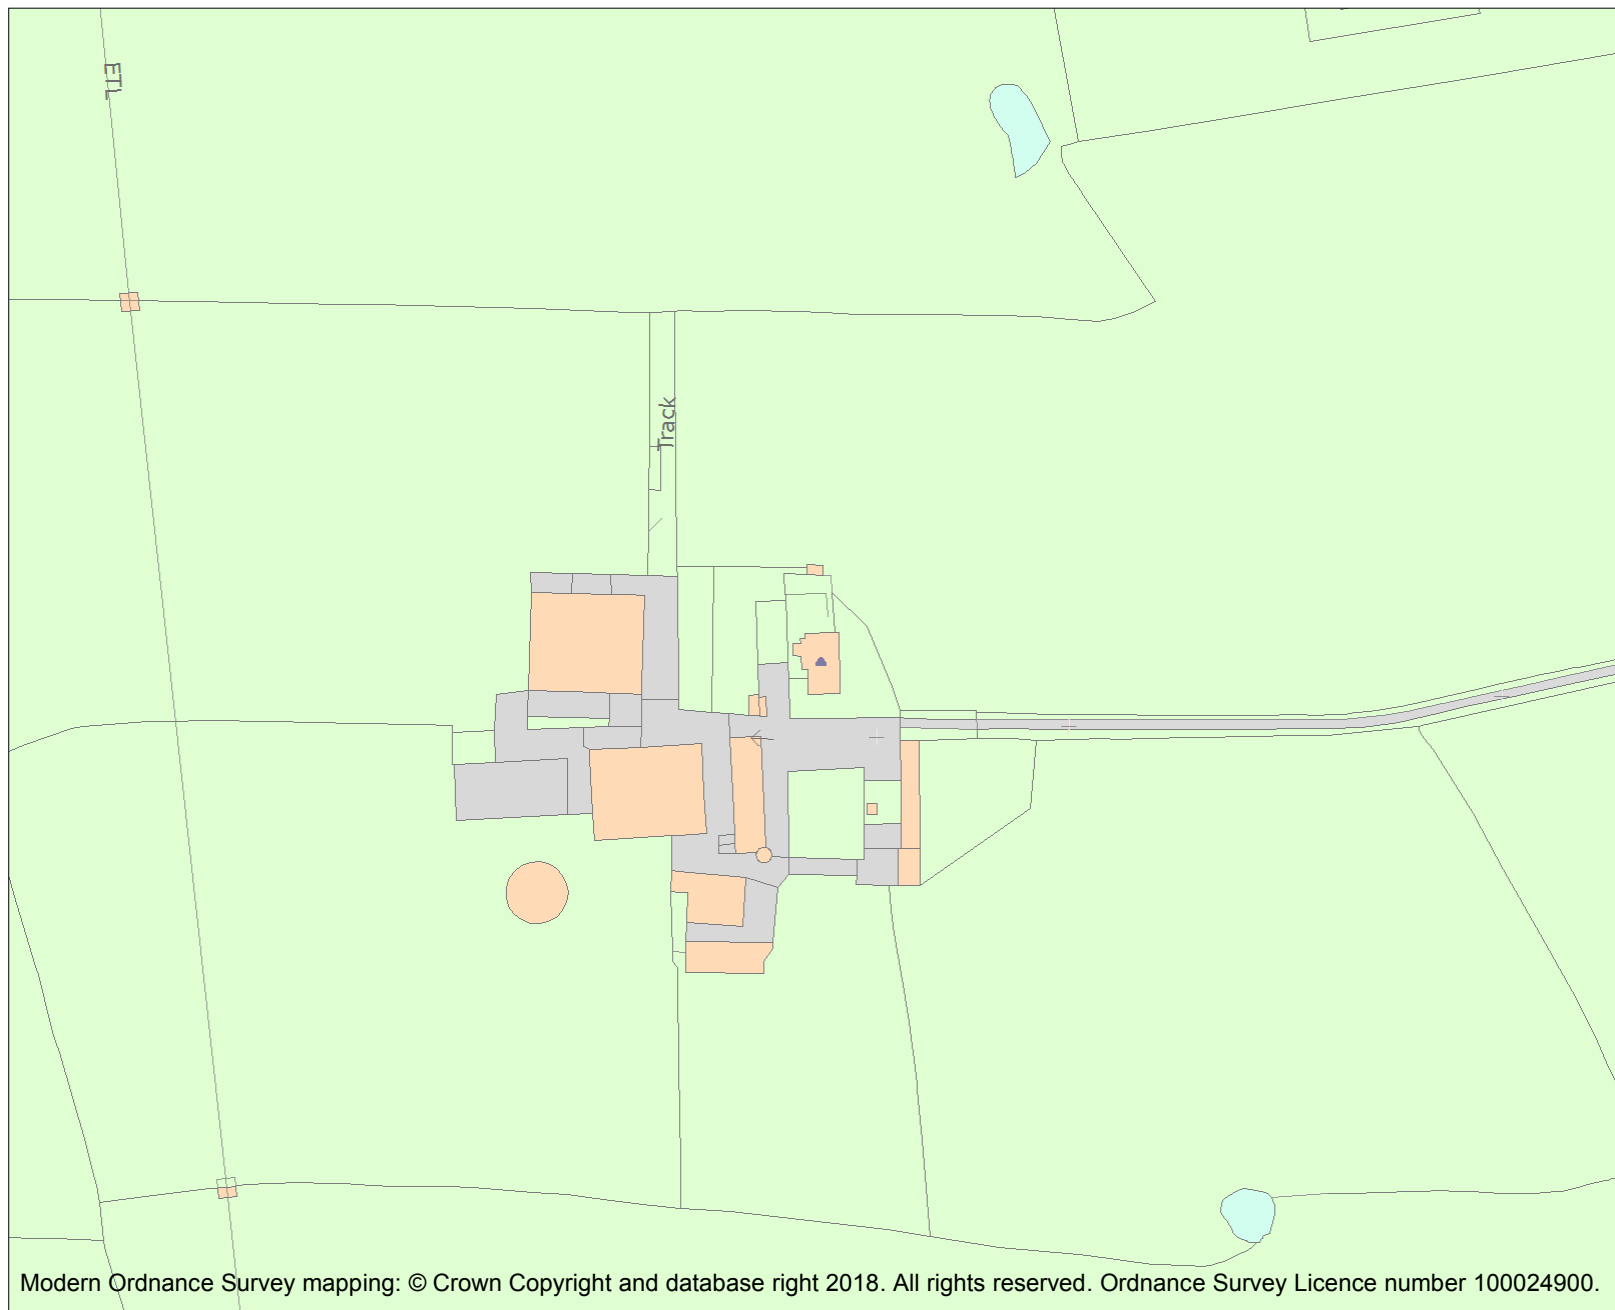 ETL
Track
Modern Ordnance Survey mapping: © Crown Copyright and database right 2018. All rights reserved. Ordnance Survey Licence number 100024900.